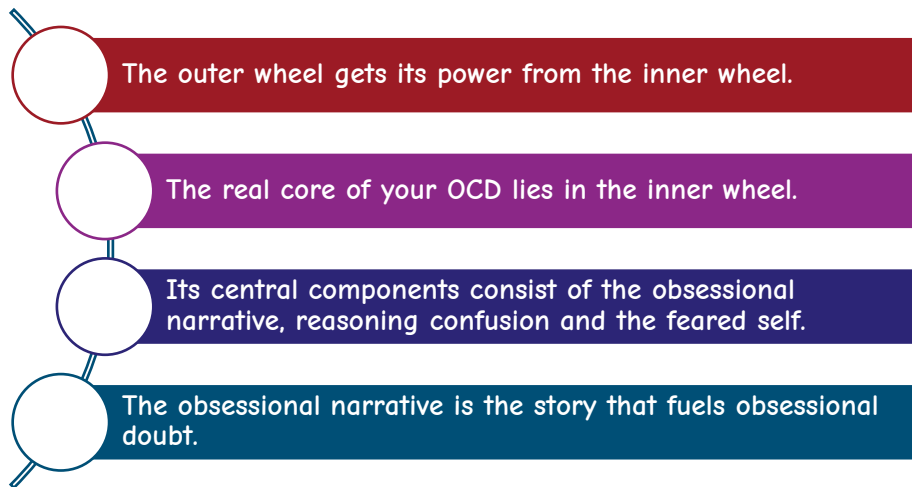 The outer wheel gets its power from the inner wheel.
The real core of your OCD lies in the inner wheel.
Its central components consist of the obsessional
narrative, reasoning confusion and the feared self.
The obsessional narrative is the story that fuels obsessional
doubt.